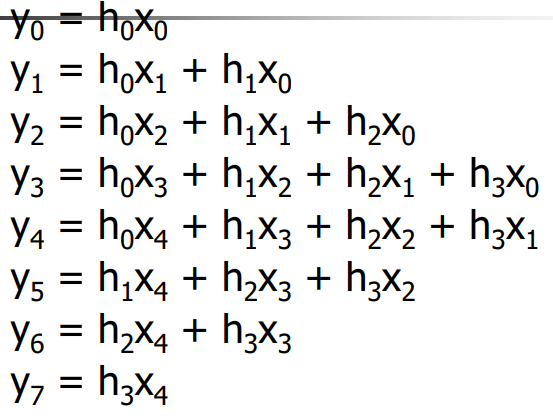 y₀ = h₀x₀
y₁ = h₀x₁ + h₁x₀
y₂ = h₀x₂ + h₁x₁ + h₂x₀
y₃ = h₀x₃ + h₁x₂ + h₂x₁ + h₃x₀
y₄ = h₀x₄ + h₁x₃ + h₂x₂ + h₃x₁
y₅ = h₁x₄ + h₂x₃ + h₃x₂
y₆ = h₂x₄ + h₃x₃
y₇ = h₃x₄